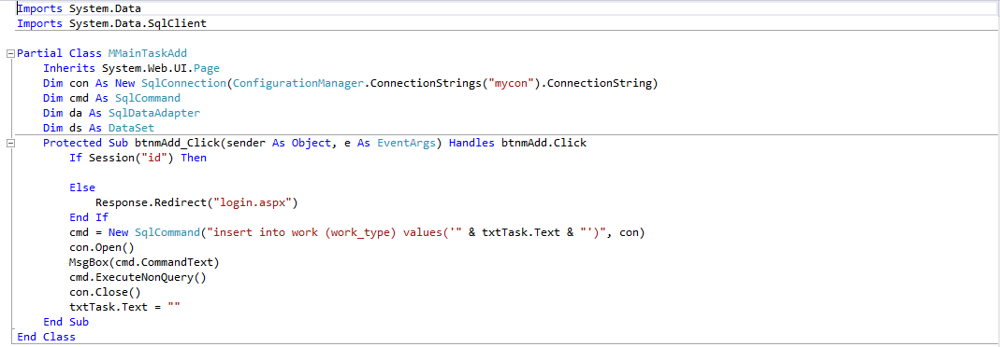 Imports System.Data
Imports System.Data.SqlClient
Partial Class MMainTaskAdd
Inherits System.Web.UI.Page
Dim con As New SqlConnection(ConfigurationManager.ConnectionStrings("mycon").ConnectionString)
Dim cmd As SqlCommand
Dim da As SqlDataAdapter
Dim ds As DataSet
Protected Sub btnmAdd_Click(sender As Object, e As EventArgs) Handles btnmAdd.Click
If Session("id") Then
Else
Response.Redirect("login.aspx")
End If
cmd = New SqlCommand("insert into work (work_type) values('" & txtTask.Text & "')", con)
con.Open()
MsgBox(cmd.CommandText)
cmd.ExecuteNonQuery()
con.Close()
txtTask.Text = ""
End Sub
End Class